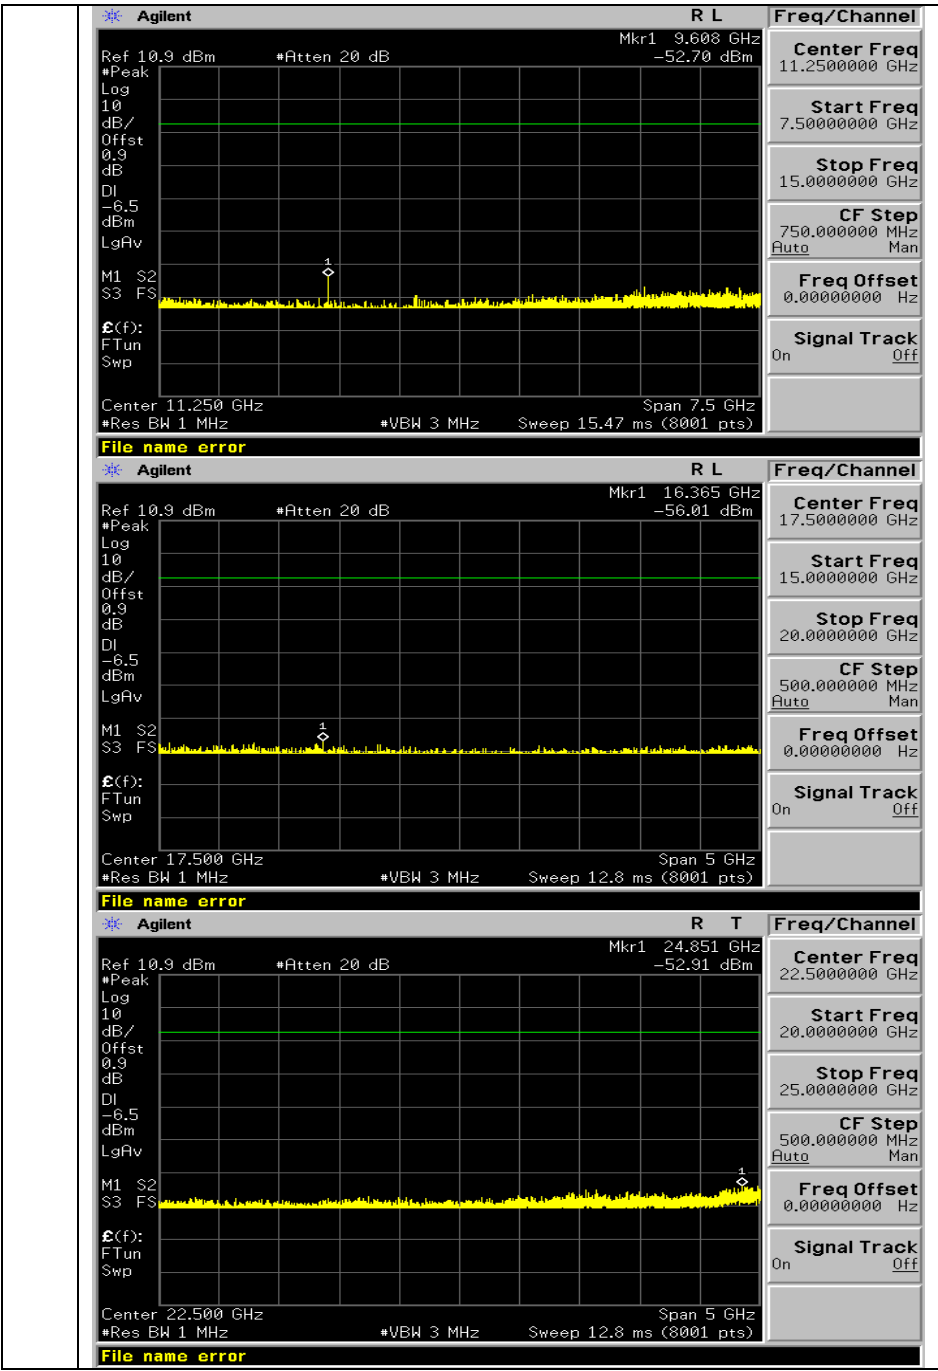 Agilent R L Freq/Channel
Mkr1 9.608 GHz
Ref 10.9 dBm #Atten 20 dB -52.70 dBm
#Peak
Log
10
dB/
Offst
0.9
dB
DI
-6.5
dBm
LgAv
M1 S2
S3 FS
£(f):
FTun
Swp
1
Center 11.250 GHz Span 7.5 GHz
#Res BW 1 MHz #VBW 3 MHz Sweep 15.47 ms (8001 pts)
File name error
Center Freq
11.2500000 GHz
Start Freq
7.50000000 GHz
Stop Freq
15.0000000 GHz
CF Step
750.000000 MHz
Auto Man
Freq Offset
0.00000000 Hz
Signal Track
On Off
Agilent R L Freq/Channel
Mkr1 16.365 GHz
Ref 10.9 dBm #Atten 20 dB -56.01 dBm
#Peak
Log
10
dB/
Offst
0.9
dB
DI
-6.5
dBm
LgAv
M1 S2
S3 FS
£(f):
FTun
Swp
1
Center 17.500 GHz Span 5 GHz
#Res BW 1 MHz #VBW 3 MHz Sweep 12.8 ms (8001 pts)
File name error
Center Freq
17.5000000 GHz
Start Freq
15.0000000 GHz
Stop Freq
20.0000000 GHz
CF Step
500.000000 MHz
Auto Man
Freq Offset
0.00000000 Hz
Signal Track
On Off
Agilent R T Freq/Channel
Mkr1 24.851 GHz
Ref 10.9 dBm #Atten 20 dB -52.91 dBm
#Peak
Log
10
dB/
Offst
0.9
dB
DI
-6.5
dBm
LgAv
M1 S2
S3 FS
£(f):
FTun
Swp
1
Center 22.500 GHz Span 5 GHz
#Res BW 1 MHz #VBW 3 MHz Sweep 12.8 ms (8001 pts)
File name error
Center Freq
22.5000000 GHz
Start Freq
20.0000000 GHz
Stop Freq
25.0000000 GHz
CF Step
500.000000 MHz
Auto Man
Freq Offset
0.00000000 Hz
Signal Track
On Off